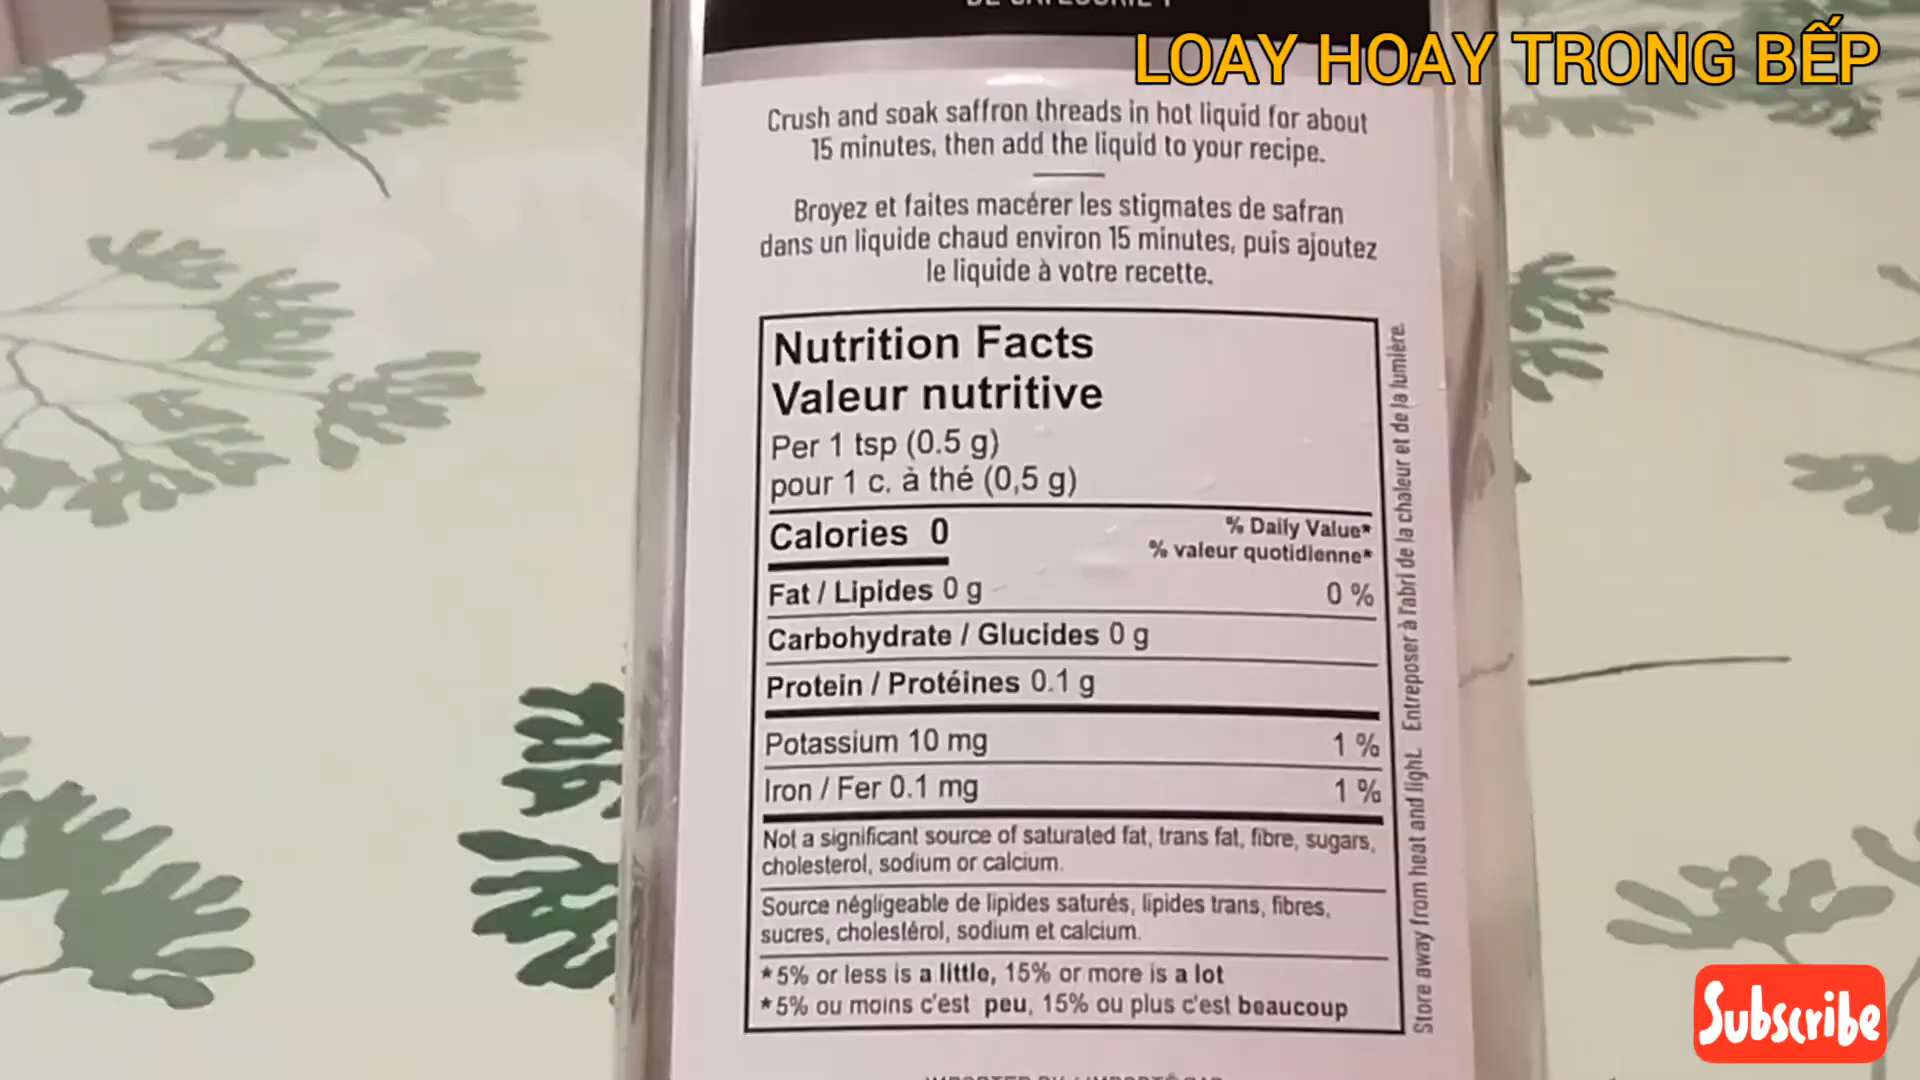 LOAY HOAY TRONG BẾP
Crush and soak saffron threads in hot liquid for about
15 minutes, then add the liquid to your recipe.
Broyez et faites macérer les stigmates de safran
dans un liquide chaud environ 15 minutes, puis ajoutez
le liquide à votre recette.
Nutrition Facts
Valeur nutritive
Per 1 tsp (0.5 g)
pour 1 c. à thé (0,5 g)
Calories 0
% Daily Value*
% valeur quotidienne*
Fat / Lipides 0 g 0 %
Carbohydrate / Glucides 0 g
Protein / Protéines 0.1 g
Potassium 10 mg 1 %
Iron / Fer 0.1 mg 1 %
Not a significant source of saturated fat, trans fat, fibre, sugars,
cholesterol, sodium or calcium.
Source négligeable de lipides saturés, lipides trans, fibres,
sucres, cholestérol, sodium et calcium.
*5% or less is a little, 15% or more is a lot
*5% ou moins c'est peu, 15% ou plus c'est beaucoup
Store away from heat and light. Entreposer à l'abri de la chaleur et de la lumière.
Subscribe